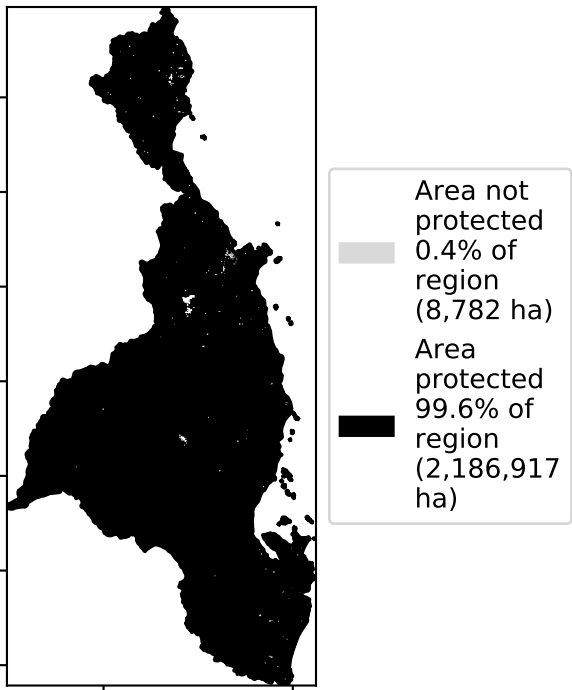 Area not
protected
0.4% of
region
(8,782 ha)
Area
protected
99.6% of
region
(2,186,917
ha)